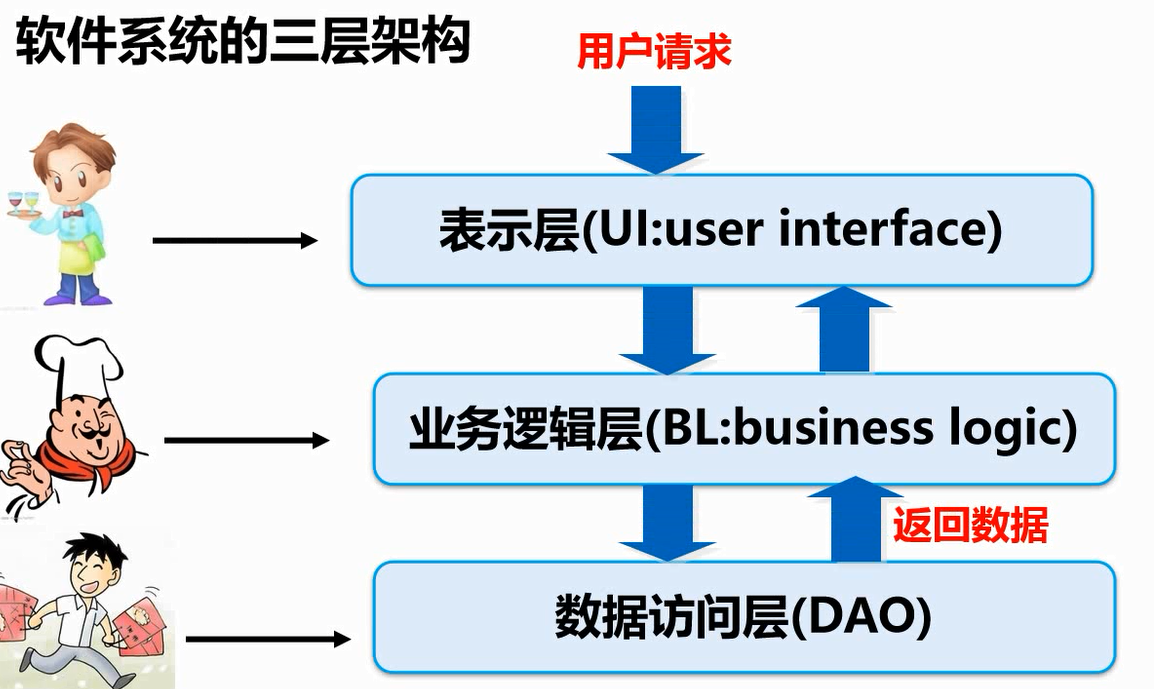 软件系统的三层架构
用户请求
表示层(UI:user interface)
业务逻辑层(BL:business logic)
返回数据
数据访问层(DAO)